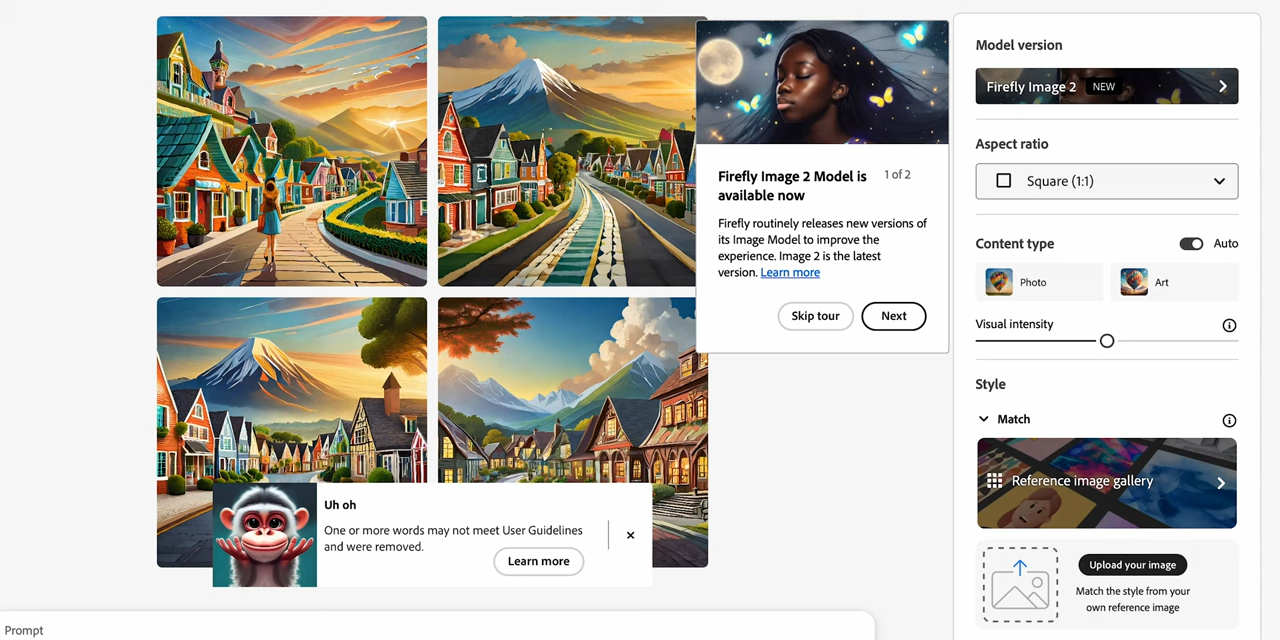 Firefly Image 2 Model is
available now
1 of 2
Firefly routinely releases new versions of
its Image Model to improve the
experience. Image 2 is the latest
version. Learn more
Skip tour
Next
Uh oh
One or more words may not meet User Guidelines
and were removed.
Learn more
Prompt
Model version
Firefly Image 2 NEW
Aspect ratio
Square (1:1)
Content type
Auto
Photo
Art
Visual intensity
Style
Match
Reference image gallery
Upload your image
Match the style from your
own reference image